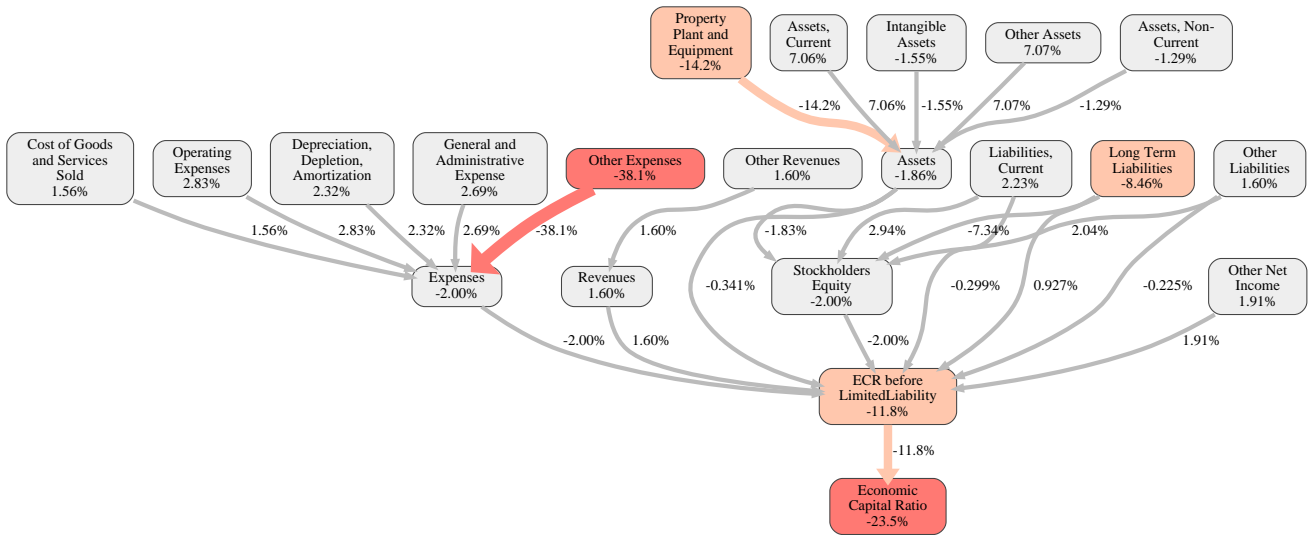 Property
Plant and
Equipment
-14.2%
Assets,
Current
7.06%
Intangible
Assets
-1.55%
Other Assets
7.07%
Assets, Non-
Current
-1.29%
-14.2%
7.06%
-1.55%
7.07%
-1.29%
Cost of Goods
and Services
Sold
1.56%
Operating
Expenses
2.83%
Depreciation,
Depletion,
Amortization
2.32%
General and
Administrative
Expense
2.69%
Other Expenses
-38.1%
Other Revenues
1.60%
Assets
-1.86%
Liabilities,
Current
2.23%
Long Term
Liabilities
-8.46%
Other
Liabilities
1.60%
1.56%
2.83%
2.32%
2.69%
-38.1%
1.60%
-1.83%
2.94%
-7.34%
2.04%
Expenses
-2.00%
Revenues
1.60%
-0.341%
Stockholders
Equity
-2.00%
-0.299%
0.927%
-0.225%
Other Net
Income
1.91%
-2.00%
1.60%
-2.00%
1.91%
ECR before
LimitedLiability
-11.8%
-11.8%
Economic
Capital Ratio
-23.5%